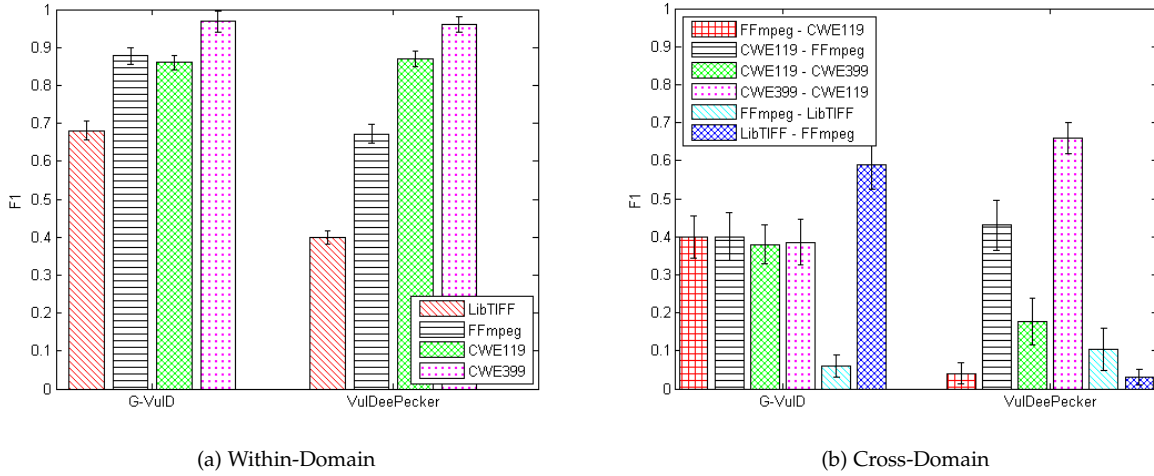 1
0.9
0.8
0.7
0.6
0.5
0.4
0.3
0.2
0.1
0
F1
LibTIFF
FFmpeg
CWE119
CWE399
G-VulD
VulDeePecker
(a) Within-Domain
1
0.9
0.8
0.7
0.6
0.5
0.4
0.3
0.2
0.1
0
F1
FFmpeg - CWE119
CWE119 - FFmpeg
CWE119 - CWE399
CWE399 - CWE119
FFmpeg - LibTIFF
LibTIFF - FFmpeg
G-VulD
VulDeePecker
(b) Cross-Domain